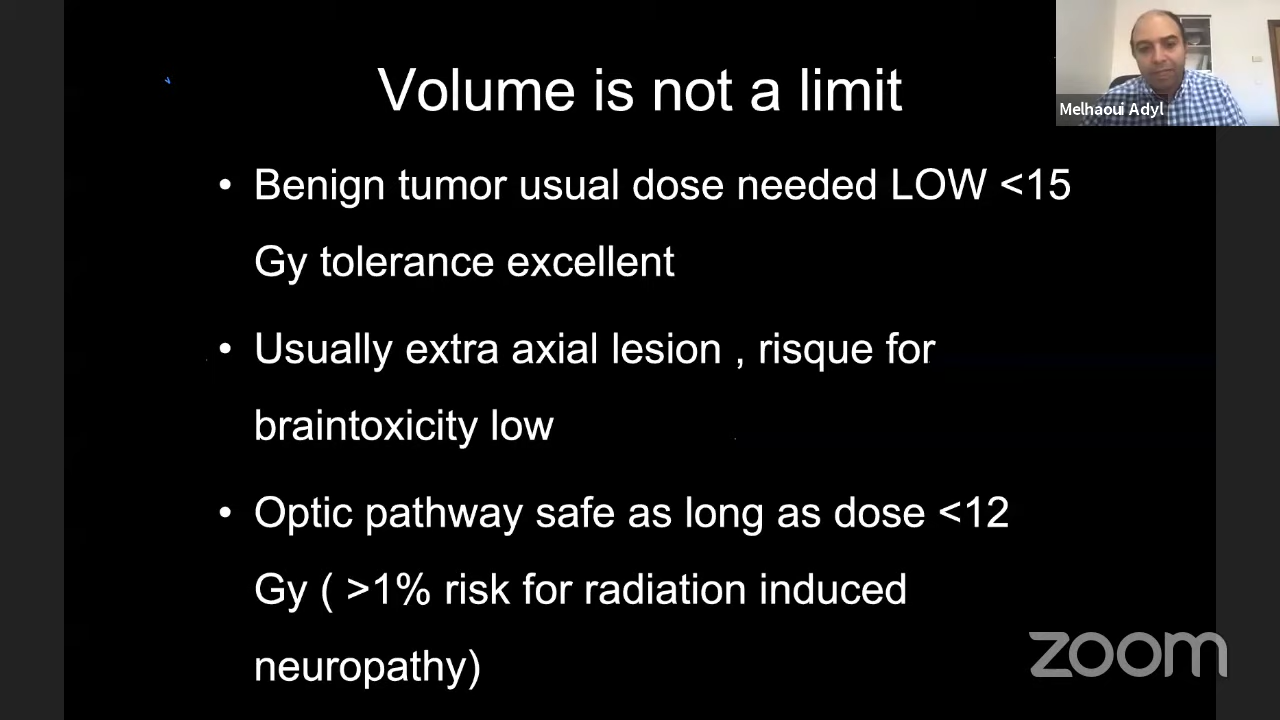 Volume is not a limit
Melhaoui Adyl
• Benign tumor usual dose needed LOW <15
Gy tolerance excellent
• Usually extra axial lesion , risque for
braintoxicity low
• Optic pathway safe as long as dose <12
Gy ( >1% risk for radiation induced
neuropathy)
zoom